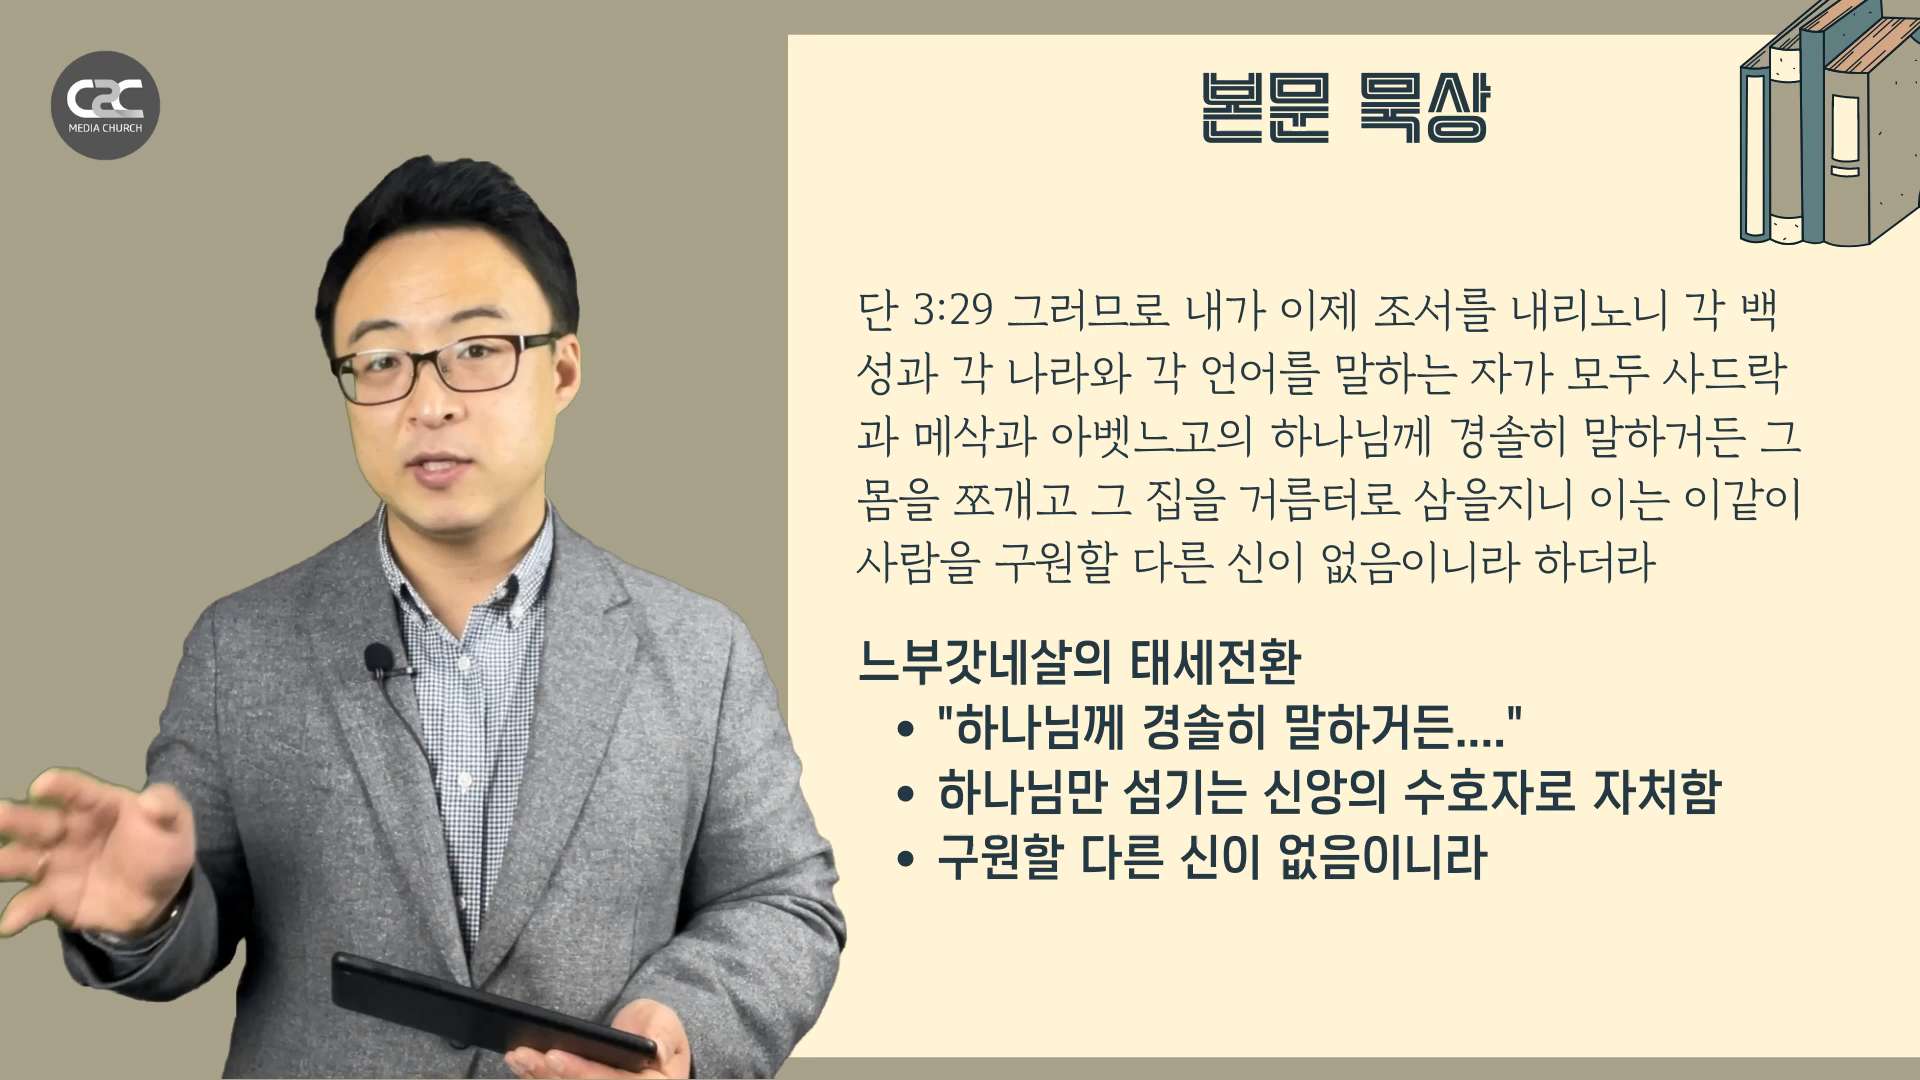 C2C
MEDIA CHURCH
본문 묵상
단 3:29 그러므로 내가 이제 조서를 내리노니 각 백
성과 각 나라와 각 언어를 말하는 자가 모두 사드락
과 메삭과 아벳느고의 하나님께 경솔히 말하거든 그
몸을 쪼개고 그 집을 거름터로 삼을지니 이는 이같이
사람을 구원할 다른 신이 없음이니라 하더라
느부갓네살의 태세전환
• "하나님께 경솔히 말하거든...."
• 하나님만 섬기는 신앙의 수호자로 자처함
• 구원할 다른 신이 없음이니라